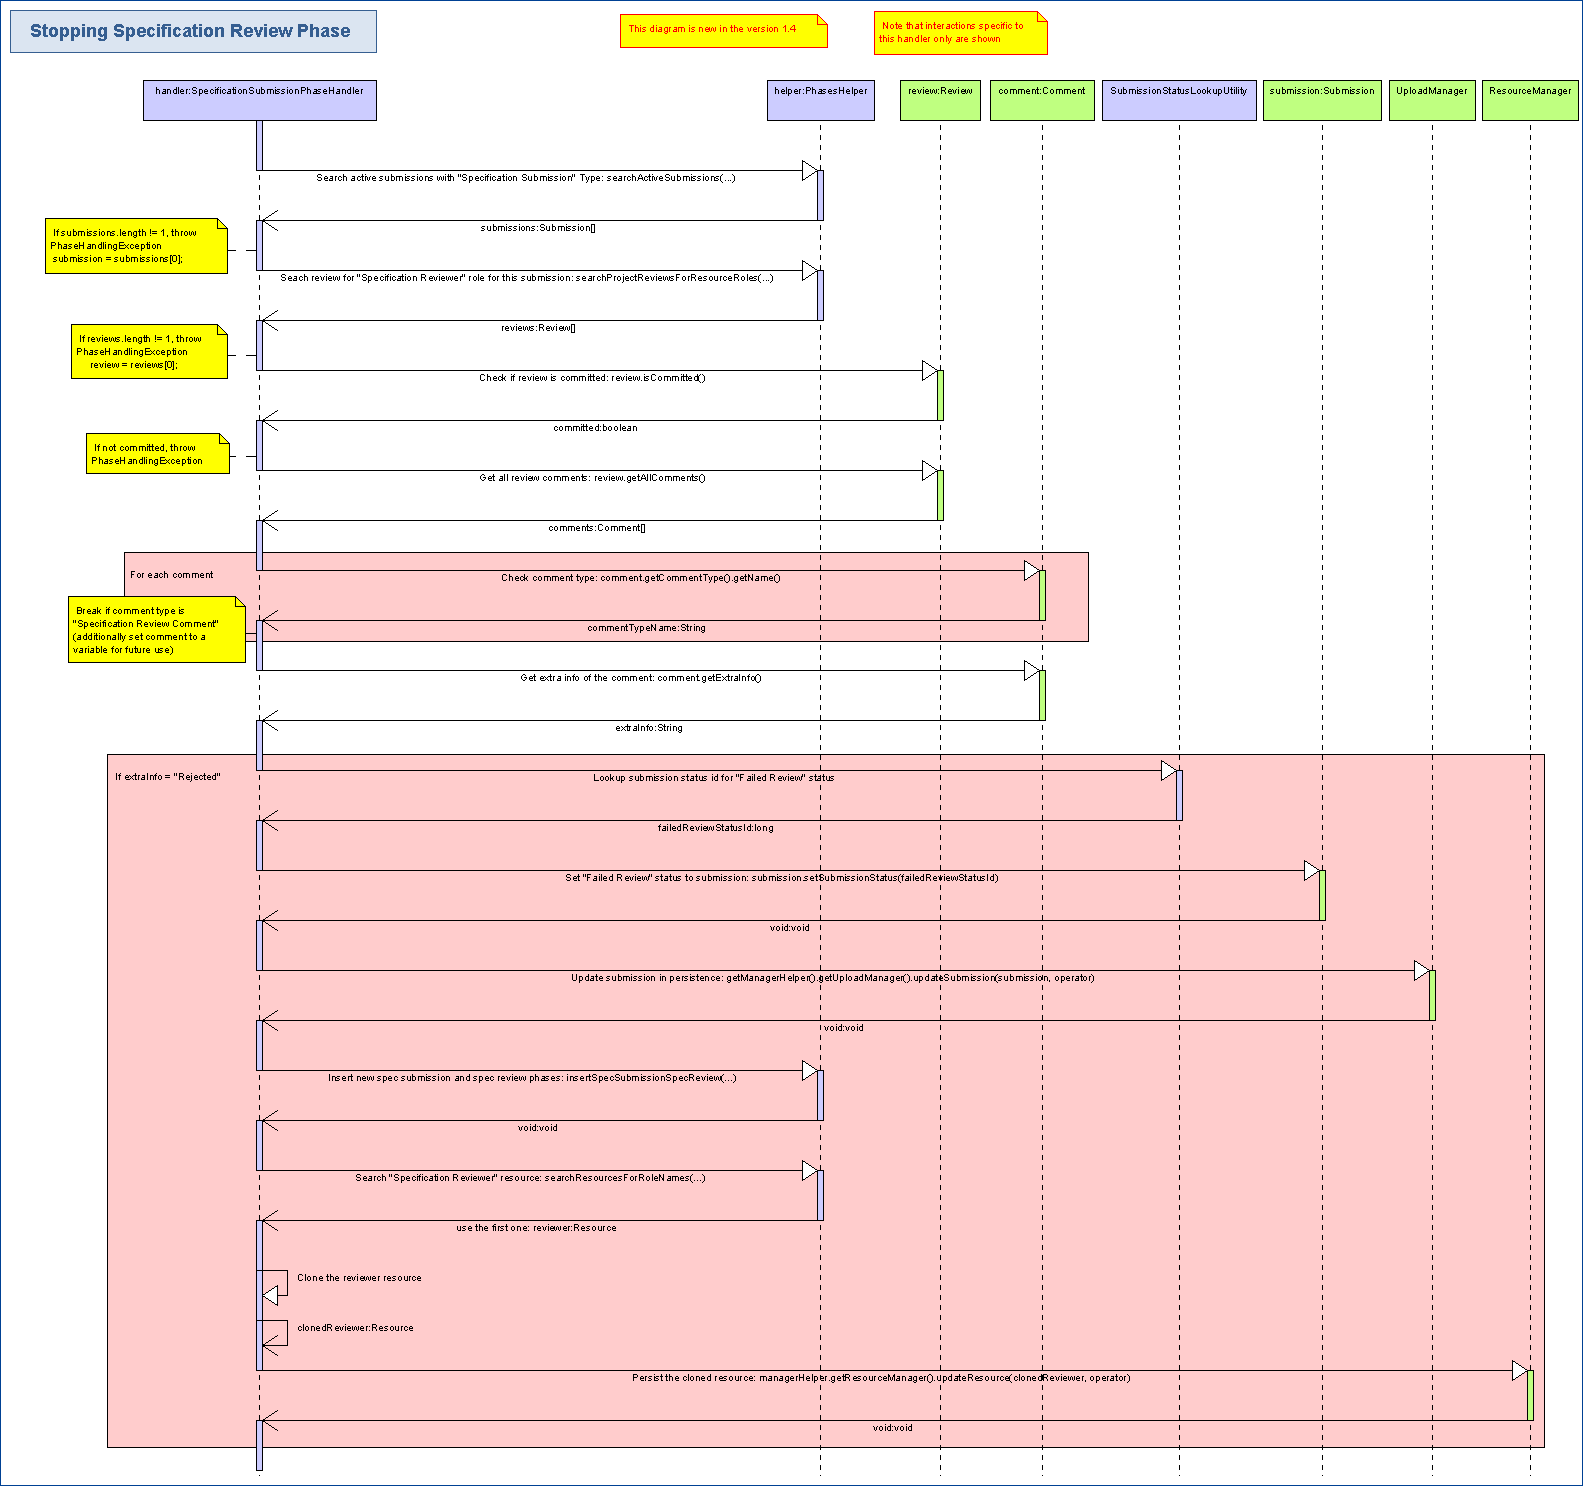 Stopping Specification Review Phase
This diagram is new in the version 1.4
Note that interactions specific to
this handler only are shown
handler:SpecificationSubmissionPhaseHandler
helper:PhasesHelper
review:Review
comment:Comment
SubmissionStatusLookupUtility
submission:Submission
UploadManager
ResourceManager
Search active submissions with "Specification Submission" Type: searchActiveSubmissions(...)
submissions:Submission[]
If submissions.length != 1, throw
PhaseHandlingException
submission = submissions[0];
Seach review for "Specification Reviewer" role for this submission: searchProjectReviewsForResourceRoles(...)
reviews:Review[]
If reviews.length != 1, throw
PhaseHandlingException
review = reviews[0];
Check if review is committed: review.isCommitted()
committed:boolean
If not committed, throw
PhaseHandlingException
Get all review comments: review.getAllComments()
comments:Comment[]
For each comment
Check comment type: comment.getCommentType().getName()
commentTypeName:String
Break if comment type is
"Specification Review Comment"
(additionally set comment to a
variable for future use)
Get extra info of the comment: comment.getExtraInfo()
extraInfo:String
If extraInfo = "Rejected"
Lookup submission status id for "Failed Review" status
failedReviewStatusId:long
Set "Failed Review" status to submission: submission.setSubmissionStatus(failedReviewStatusId)
void:void
Update submission in persistence: getManagerHelper().getUploadManager().updateSubmission(submission, operator)
void:void
Insert new spec submission and spec review phases: insertSpecSubmissionSpecReview(...)
void:void
Search "Specification Reviewer" resource: searchResourcesForRoleNames(...)
use the first one: reviewer:Resource
Clone the reviewer resource
clonedReviewer:Resource
Persist the cloned resource: managerHelper.getResourceManager().updateResource(clonedReviewer, operator)
void:void